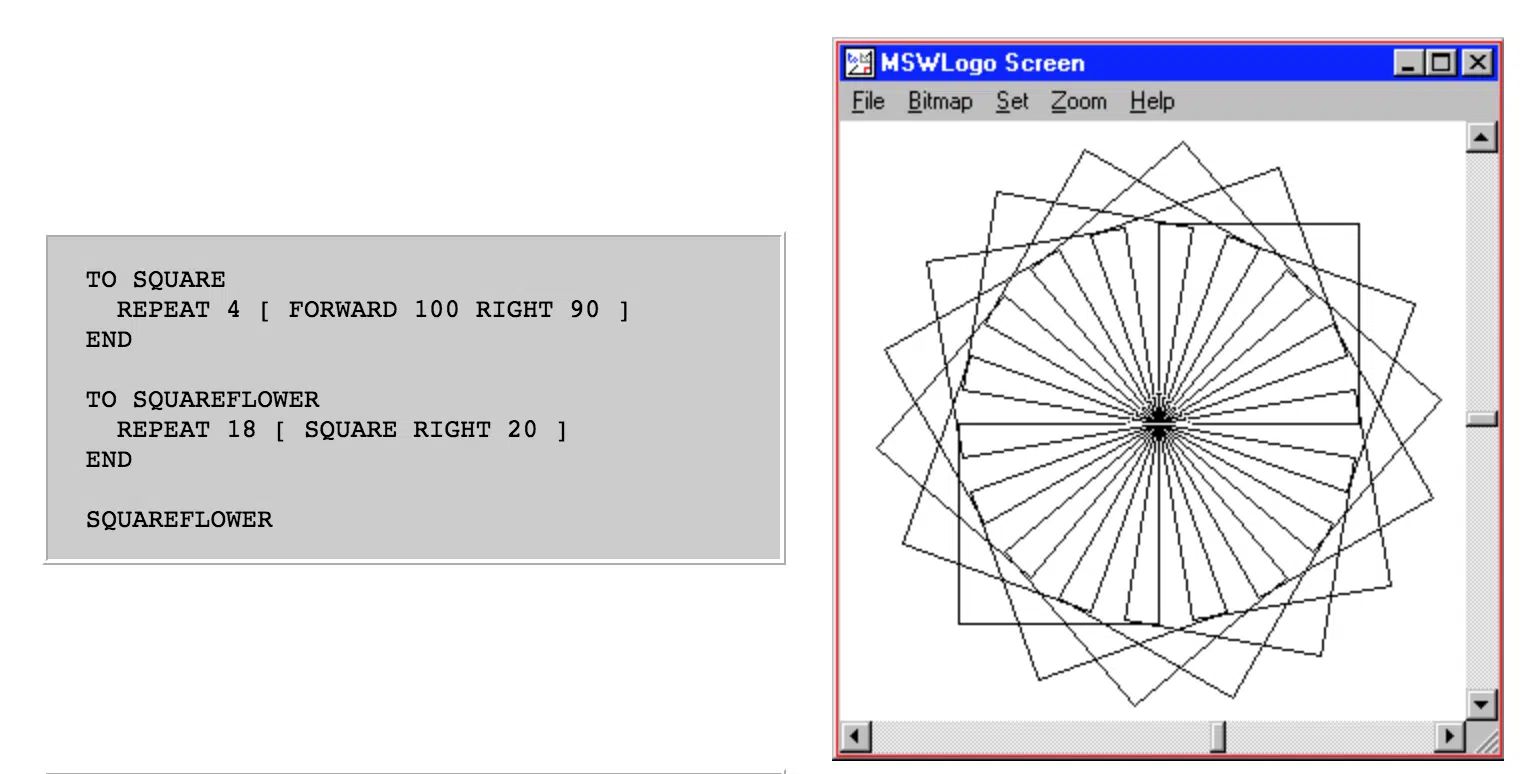 TO SQUARE
REPEAT 4 [ FORWARD 100 RIGHT 90 ]
END
TO SQUAREFLOWER
REPEAT 18 [ SQUARE RIGHT 20 ]
END
SQUAREFLOWER
MSWLogo Screen
File Bitmap Set Zoom Help